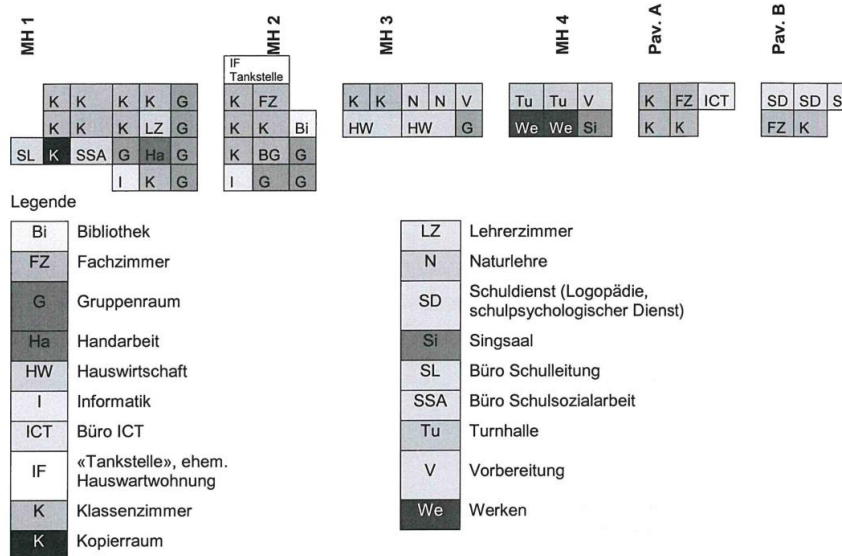 MH 1
MH 2
MH 3
MH 4
Pav. A
Pav. B
IF
Tankstelle
K K K K G
K FZ
K K N N V
Tu Tu V
K FZ ICT
SD SD S
K K K LZ G
K K Bi
HW HW G
We We Si
K K
FZ K
SL K SSA G Ha G
K BG G
I K G
I G G
Legende
Bi Bibliothek
FZ Fachzimmer
G Gruppenraum
Ha Handarbeit
HW Hauswirtschaft
I Informatik
ICT Büro ICT
IF «Tankstelle», ehem.
Hauswartwohnung
K Klassenzimmer
K Kopierraum
LZ Lehrerzimmer
N Naturlehre
SD Schuldienst (Logopädie,
schulpsychologischer Dienst)
Si Singsaal
SL Büro Schulleitung
SSA Büro Schulsozialarbeit
Tu Turnhalle
V Vorbereitung
We Werken